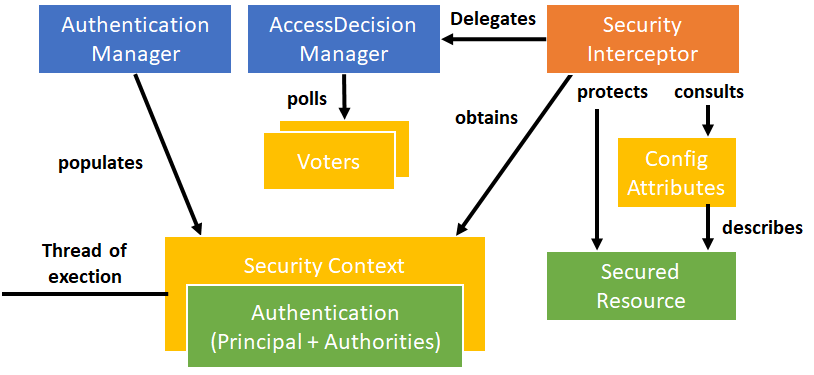 Authentication
Manager
AccessDecision
Manager
Delegates
Security
Interceptor
polls
protects
consults
obtains
Voters
populates
Config
Attributes
describes
Thread of
exection
Security Context
Authentication
(Principal + Authorities)
Secured
Resource